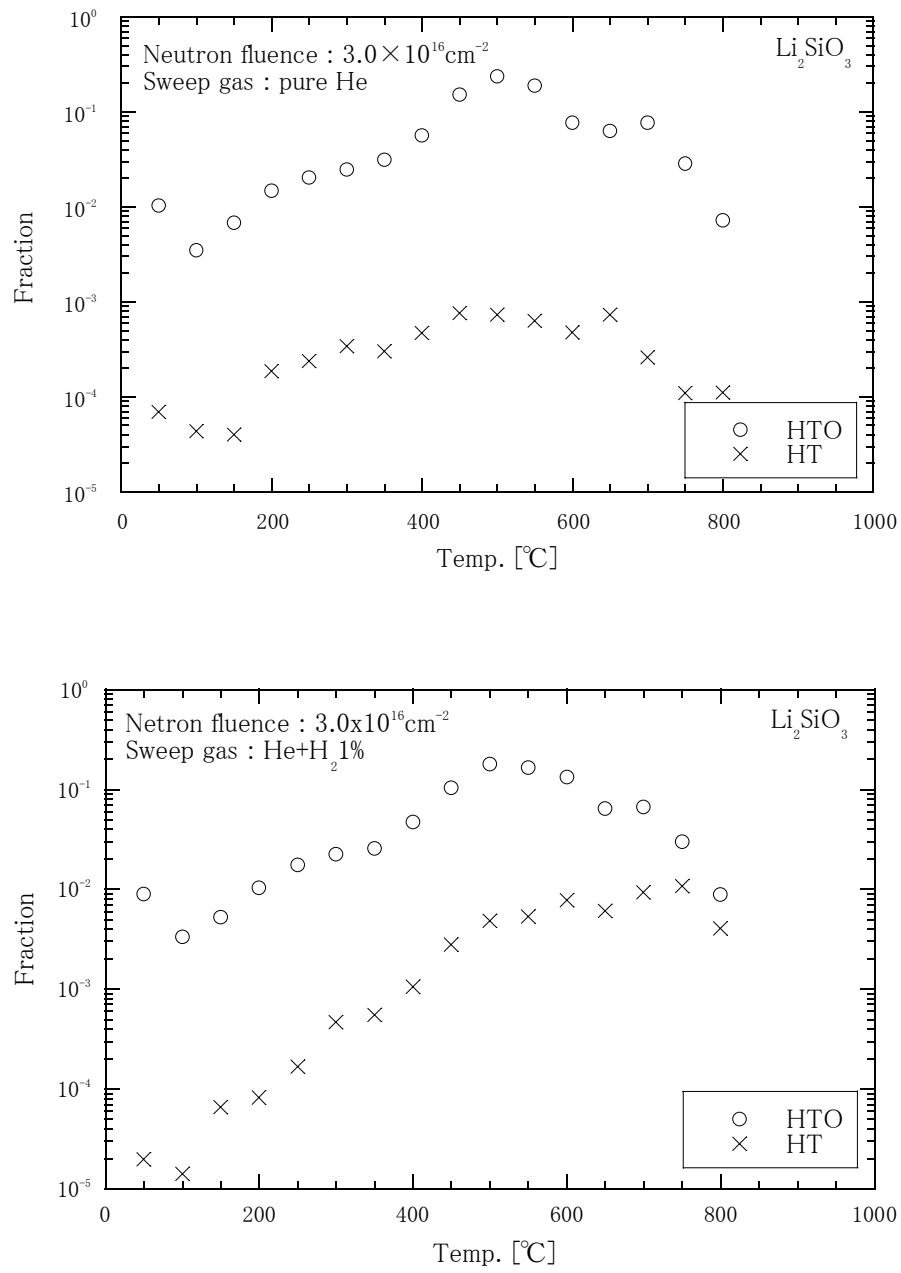 10⁰
Neutron fluence : 3.0×10¹⁶cm⁻²
Li₂SiO₃
Sweep gas : pure He
10⁻¹
10⁻²
Fraction
10⁻³
10⁻⁴
HTO
HT
10⁻⁵
0 200 400 600 800 1000
Temp. [℃]
10⁰
Netron fluence : 3.0x10¹⁶cm⁻²
Li₂SiO₃
Sweep gas : He+H₂1%
10⁻¹
10⁻²
Fraction
10⁻³
10⁻⁴
HTO
HT
10⁻⁵
0 200 400 600 800 1000
Temp. [℃]